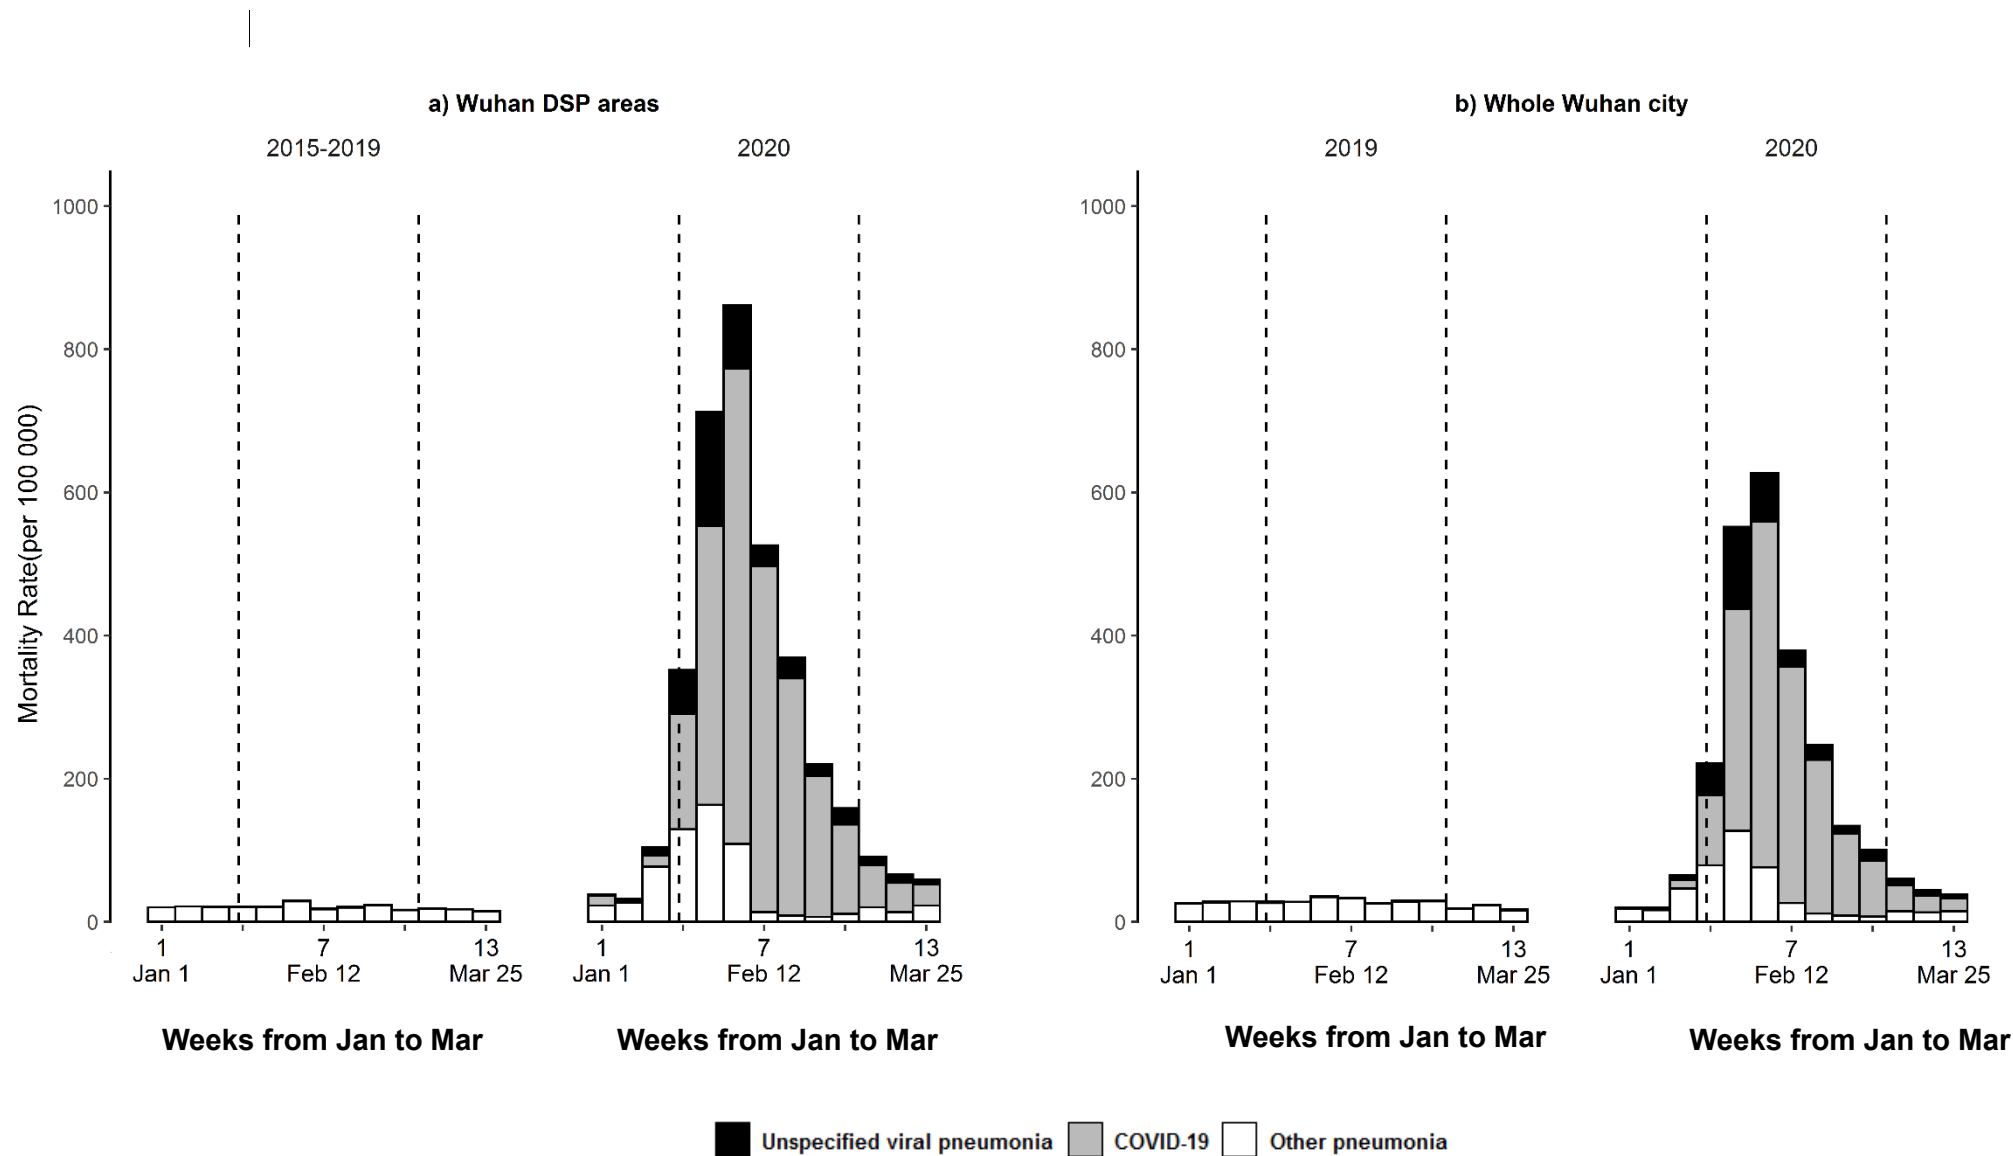 a) Wuhan DSP areas
b) Whole Wuhan city
2015-2019
2020
2019
2020
Mortality Rate(per 100 000)
1000
800
600
400
200
0
1000
800
600
400
200
0
1 7 13
Jan 1 Feb 12 Mar 25
1 7 13
Jan 1 Feb 12 Mar 25
1 7 13
Jan 1 Feb 12 Mar 25
1 7 13
Jan 1 Feb 12 Mar 25
Weeks from Jan to Mar
Weeks from Jan to Mar
Weeks from Jan to Mar
Weeks from Jan to Mar
Unspecified viral pneumonia COVID-19 Other pneumonia